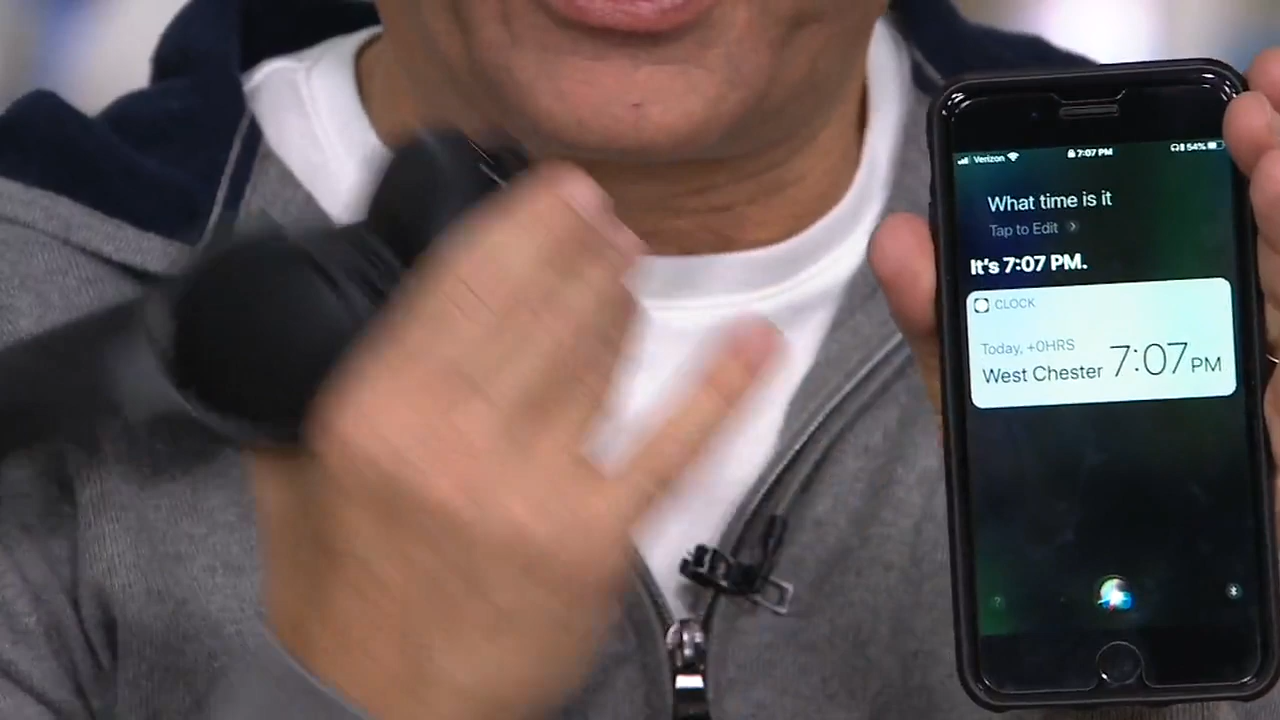 Verizon 7:07 PM 54%
What time is it
Tap to Edit >
It's 7:07 PM.
CLOCK
Today, +0HRS
West Chester 7:07 PM
?